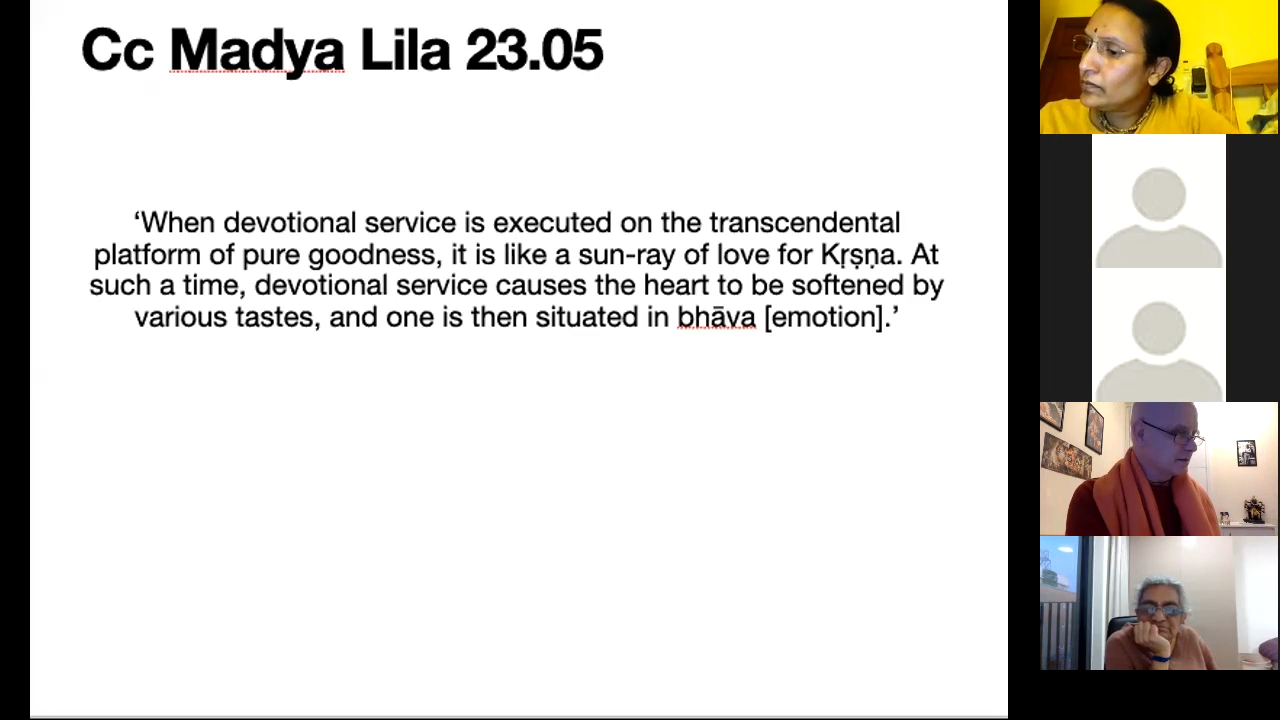 Cc Madya Lila 23.05
‘When devotional service is executed on the transcendental
platform of pure goodness, it is like a sun-ray of love for Kṛṣṇa. At
such a time, devotional service causes the heart to be softened by
various tastes, and one is then situated in bhāva [emotion].’